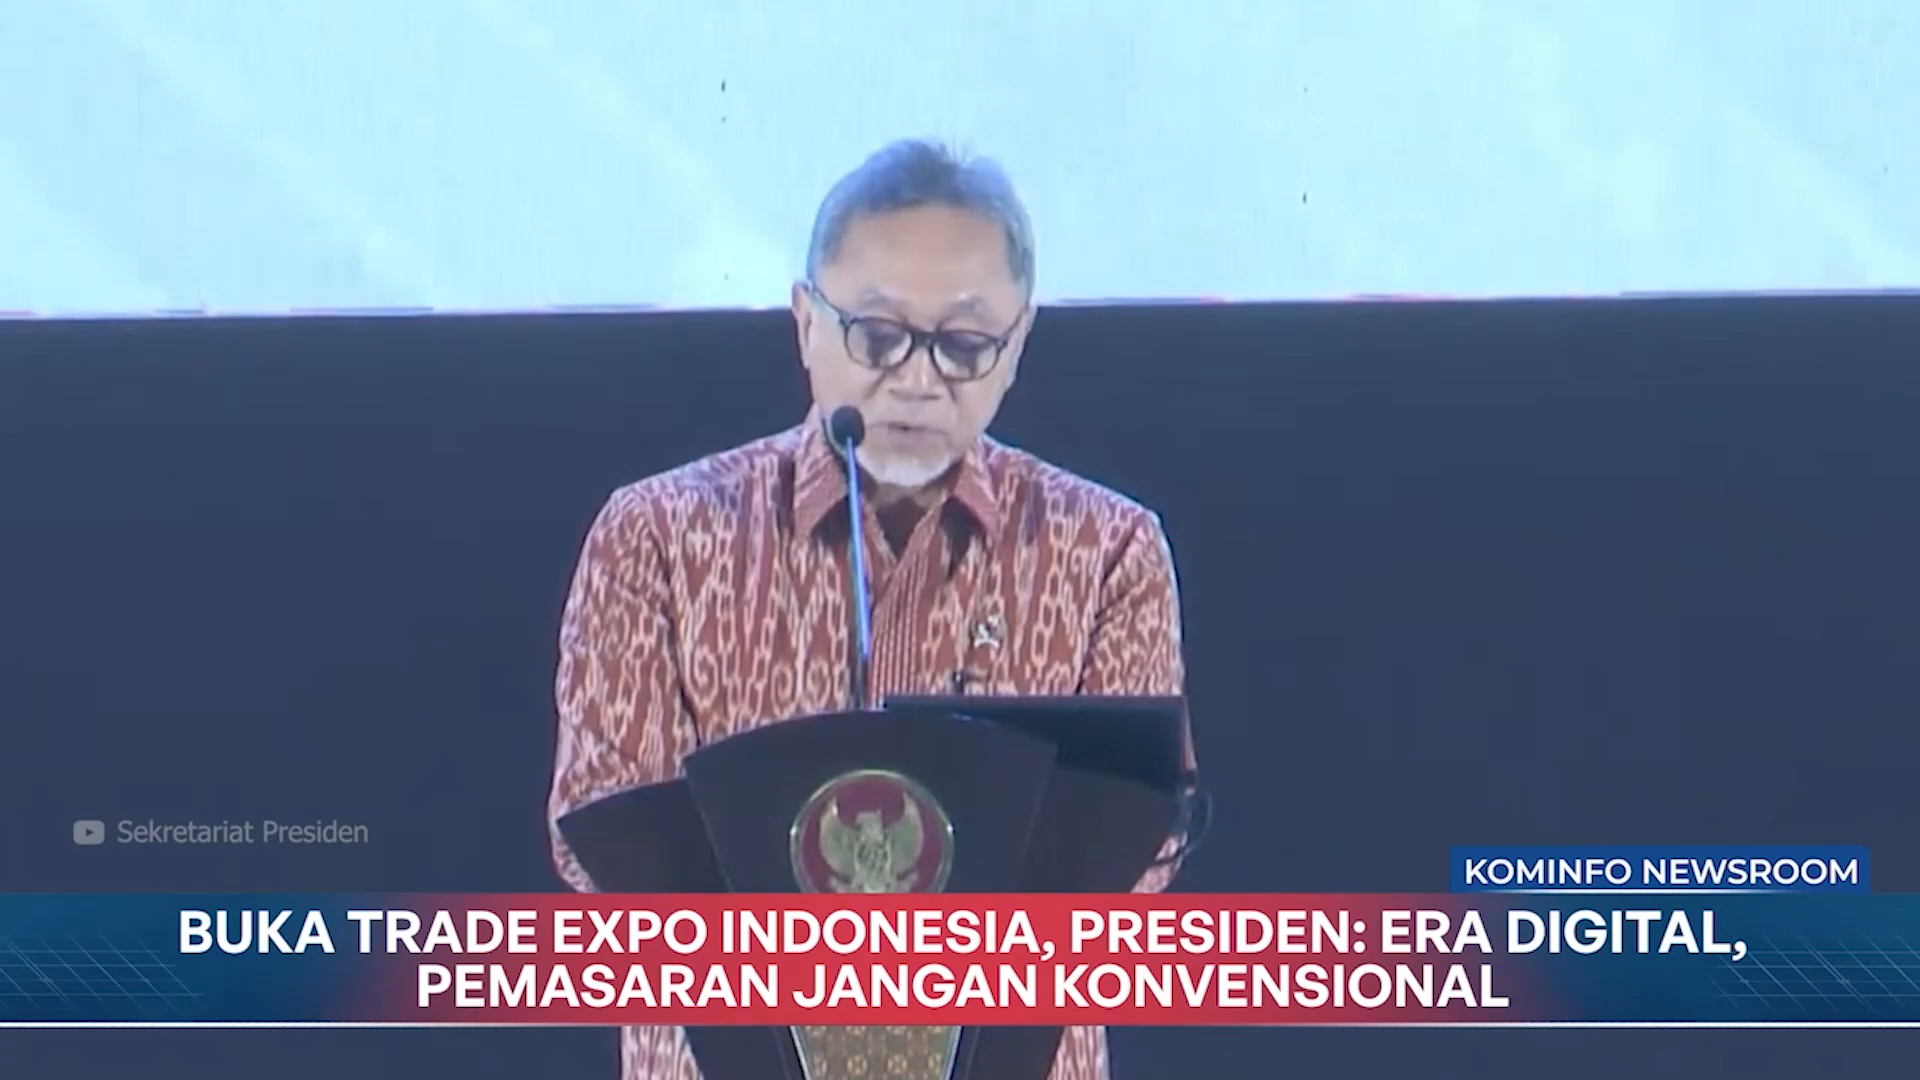 Sekretariat Presiden
KOMINFO NEWSROOM
BUKA TRADE EXPO INDONESIA, PRESIDEN: ERA DIGITAL,
PEMASARAN JANGAN KONVENSIONAL